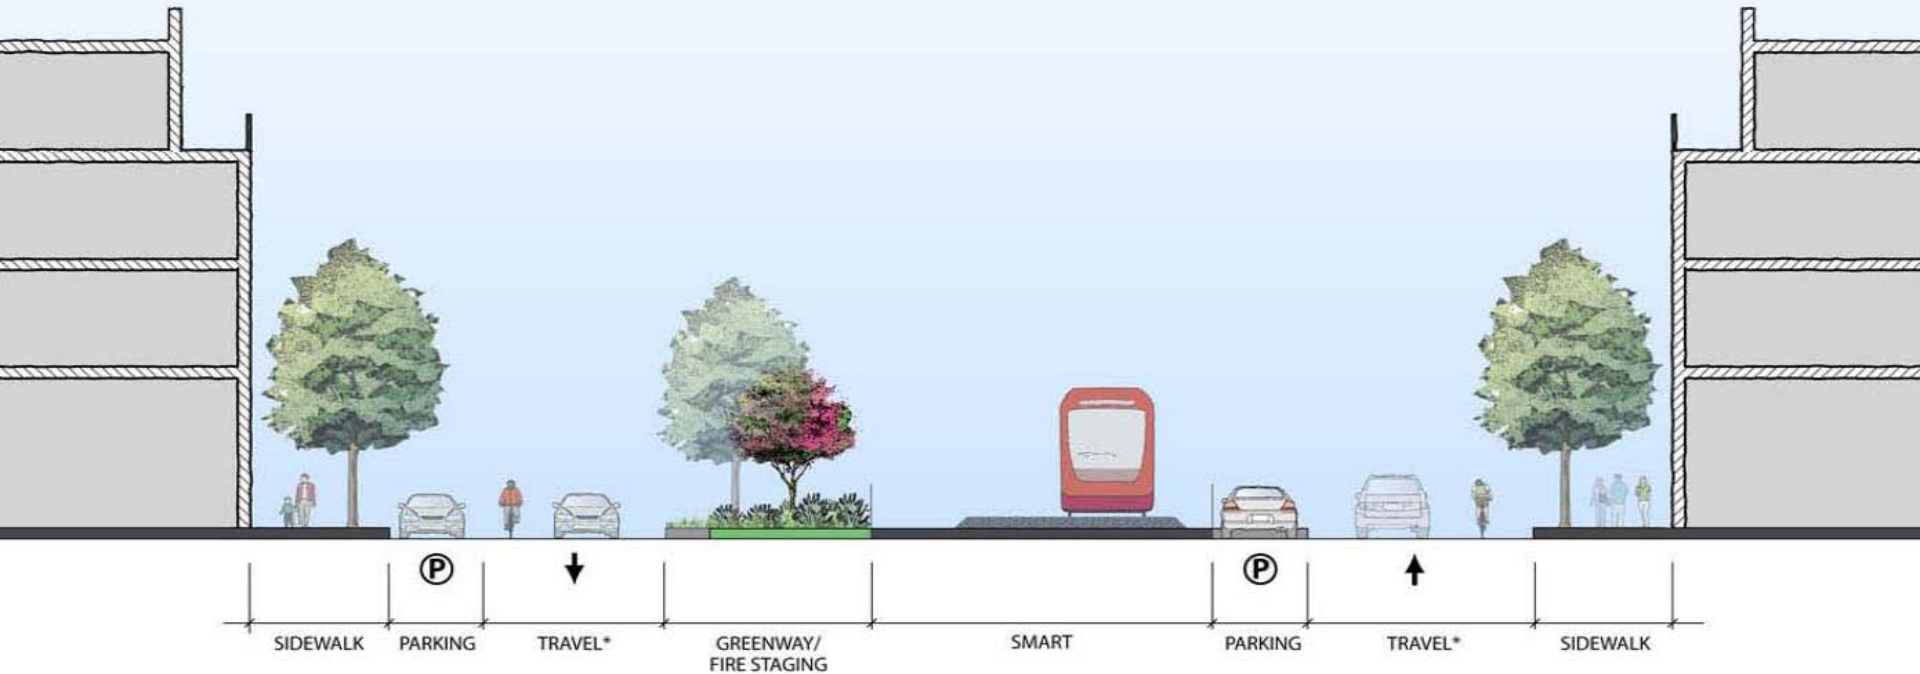 P
P
SIDEWALK
PARKING
TRAVEL*
GREENWAY/
FIRE STAGING
SMART
PARKING
TRAVEL*
SIDEWALK